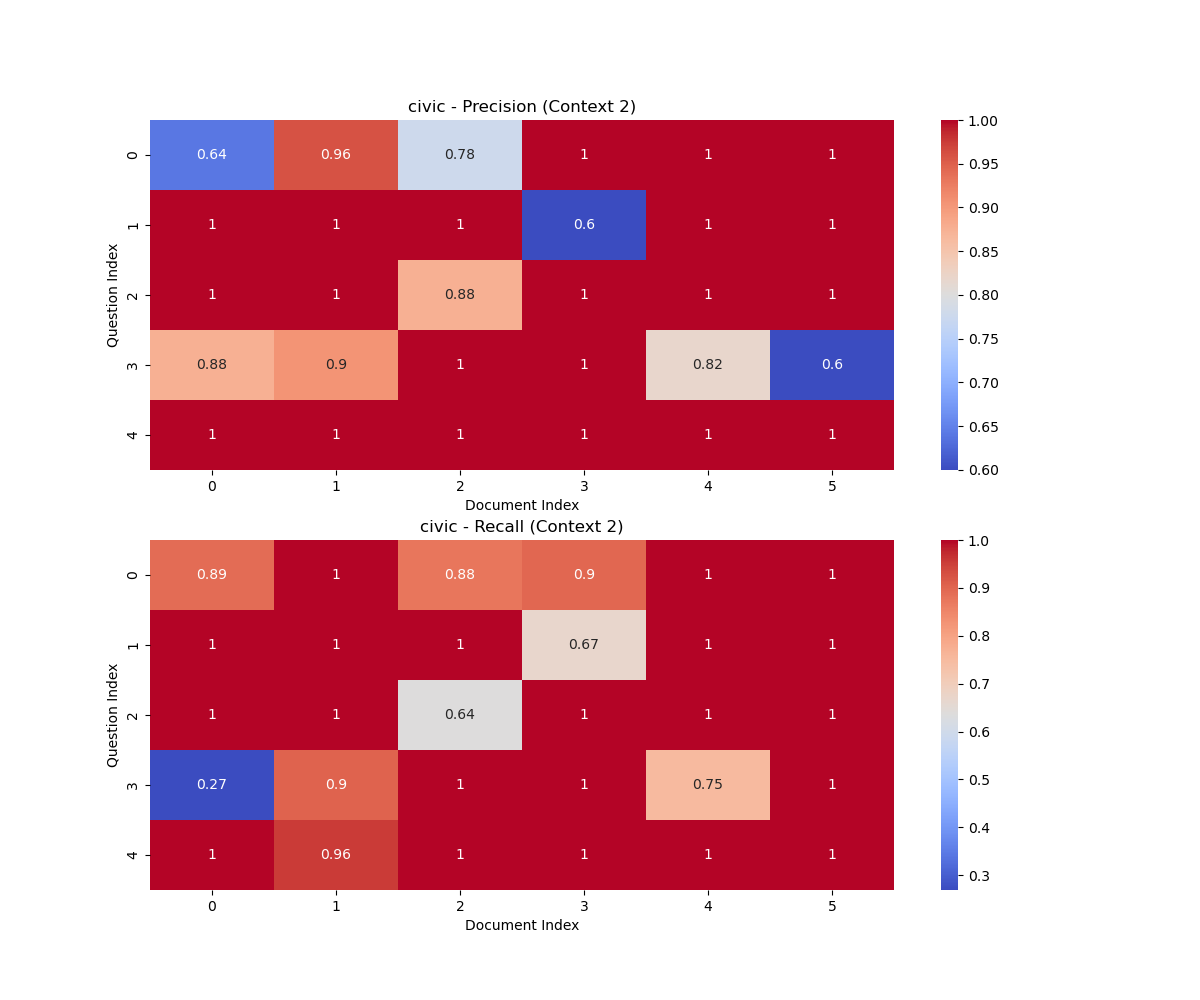 civic - Precision (Context 2)
Question Index
0 0.64 0.96 0.78 1 1 1
1 1 1 1 0.6 1 1
2 1 1 0.88 1 1 1
3 0.88 0.9 1 1 0.82 0.6
4 1 1 1 1 1 1
0 1 2 3 4 5
Document Index
1.00
0.95
0.90
0.85
0.80
0.75
0.70
0.65
0.60
civic - Recall (Context 2)
Question Index
0 0.89 1 0.88 0.9 1 1
1 1 1 1 0.67 1 1
2 1 1 0.64 1 1 1
3 0.27 0.9 1 1 0.75 1
4 1 0.96 1 1 1 1
0 1 2 3 4 5
Document Index
1.0
0.9
0.8
0.7
0.6
0.5
0.4
0.3